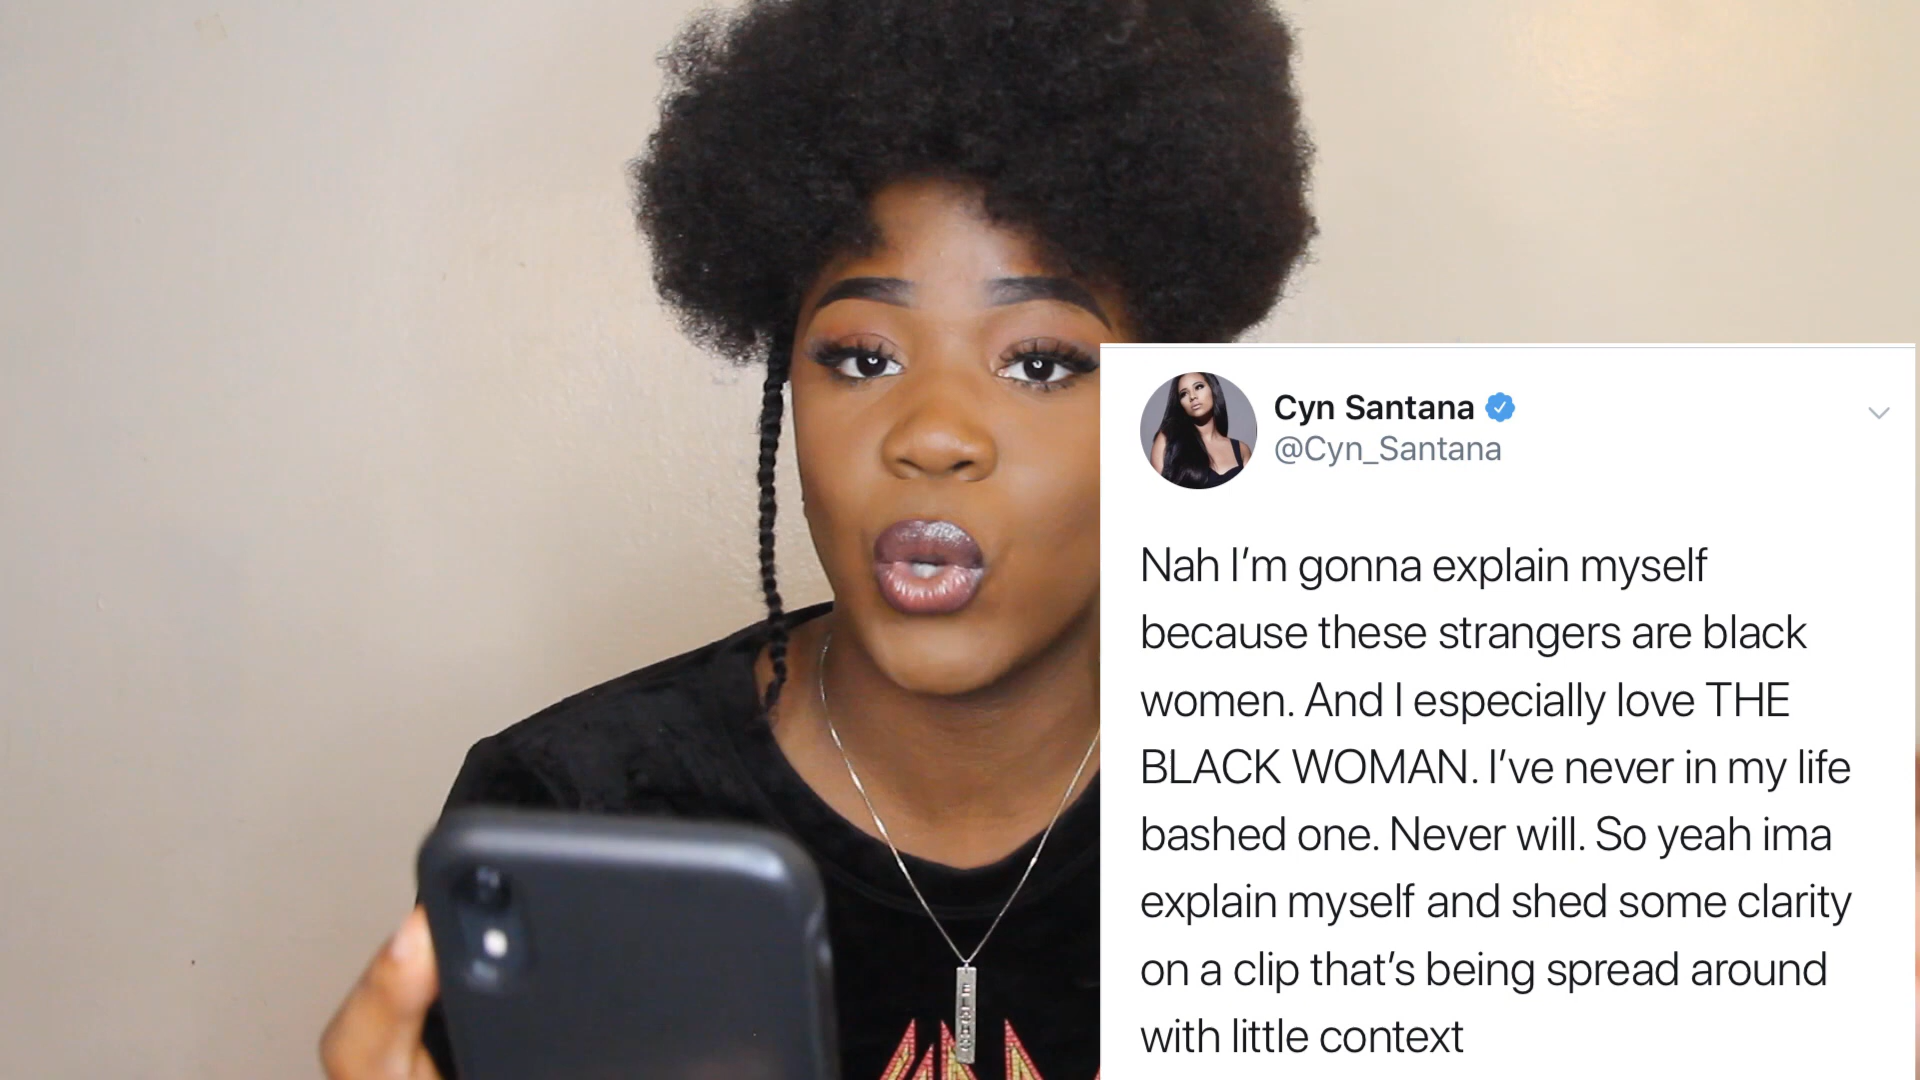 Cyn Santana
@Cyn_Santana
Nah I’m gonna explain myself
because these strangers are black
women. And I especially love THE
BLACK WOMAN. I’ve never in my life
bashed one. Never will. So yeah ima
explain myself and shed some clarity
on a clip that’s being spread around
with little context